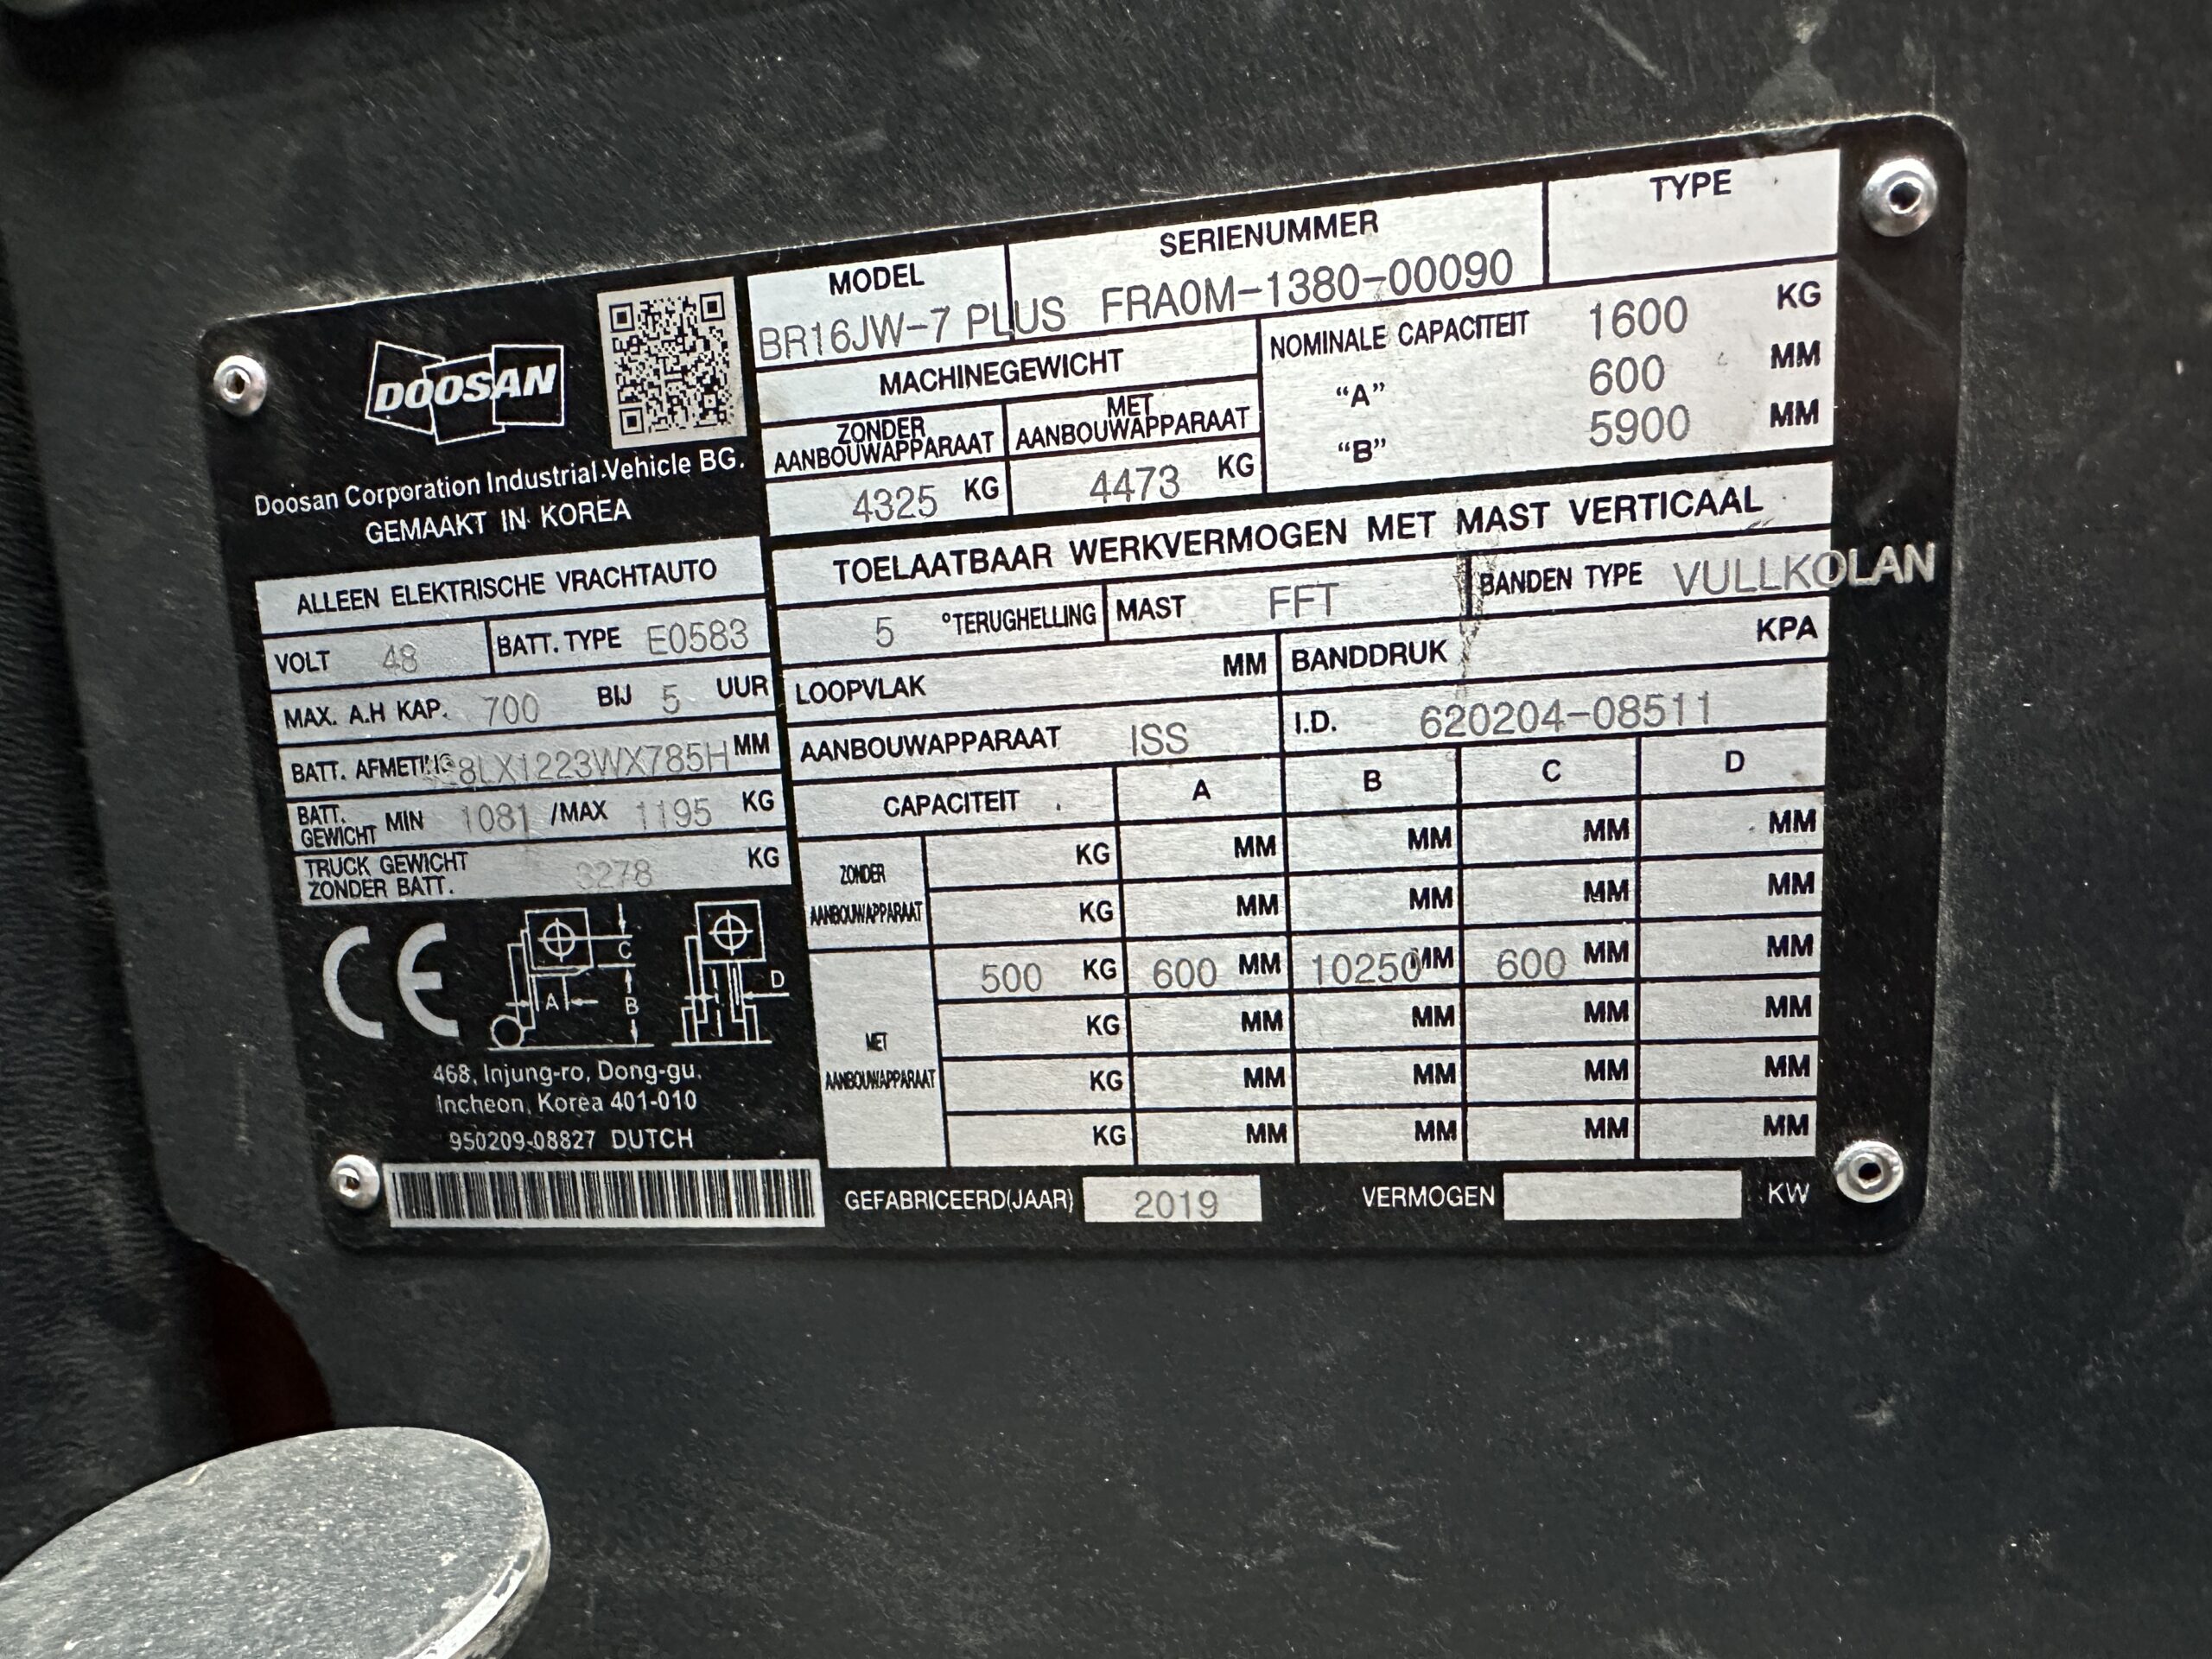 DOOSAN
Doosan Corporation Industrial Vehicle BG.
GEMAAKT IN KOREA
MODEL
BR16JW-7 PLUS
SERIENUMMER
FRA0M-1380-00090
TYPE
MACHINEGEWICHT
ZONDER AANBOUWAPPARAAT
MET AANBOUWAPPARAAT
4325 KG
4473 KG
NOMINALE CAPACITEIT 1600 KG
“A” 600 MM
“B” 5900 MM
TOELAATBAAR WERKVERMOGEN MET MAST VERTICAAL
5 °TERUGHELLING MAST FFT BANDEN TYPE VULLKOLAN
LOOPVLAK MM BANDDRUK KPA
AANBOUWAPPARAAT ISS I.D. 620204-08511
CAPACITEIT A B C D
ZONDER AANBOUWAPPARAAT
KG MM MM MM MM
KG MM MM MM MM
MET AANBOUWAPPARAAT
500 KG 600 MM 10250 MM 600 MM MM
KG MM MM MM MM
KG MM MM MM MM
KG MM MM MM MM
GEFABRICEERD(JAAR) 2019 VERMOGEN KW
ALLEEN ELEKTRISCHE VRACHTAUTO
VOLT 48 BATT. TYPE E0583
MAX. A.H KAP. 700 BIJ 5 UUR
BATT. AFMETING MM
BATT. GEWICHT MIN 1081 /MAX 1195 KG
TRUCK GEWICHT ZONDER BATT. 3278 KG
CE
A B C
D
468, Injung-ro, Dong-gu,
Incheon, Korea 401-010
950209-08827 DUTCH